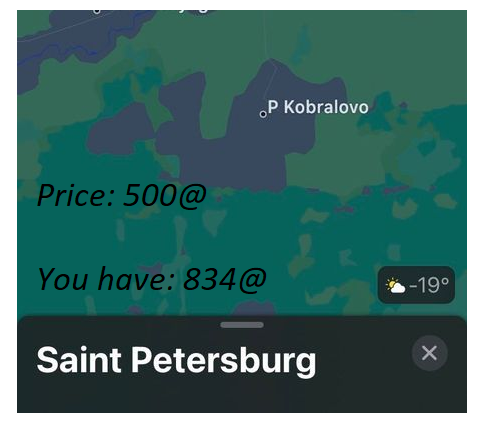 P Kobralovo
Price: 500@
You have: 834@
-19°
Saint Petersburg